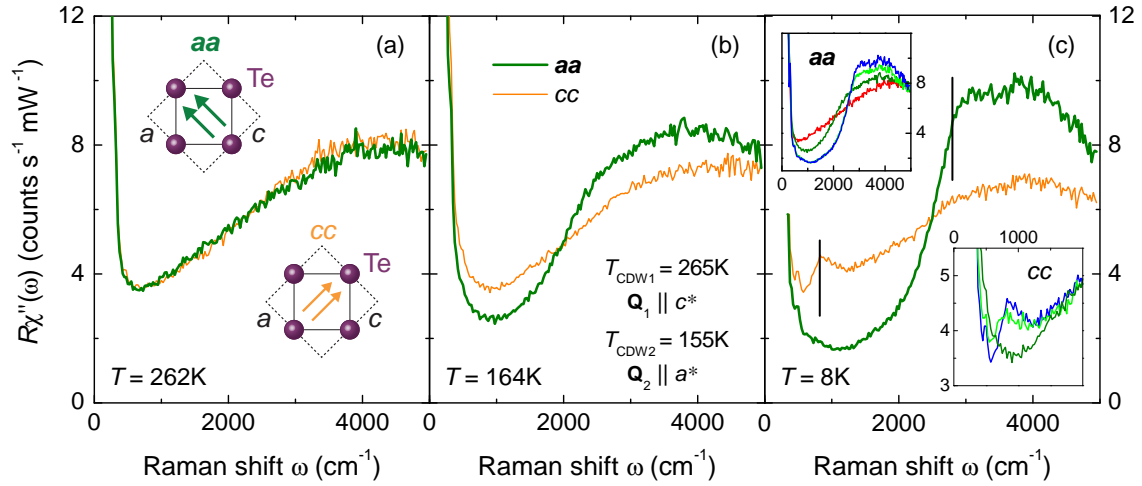 Rχ''(ω) (counts s⁻¹ mW⁻¹)
12
8
4
0
(a)
aa
Te
a
c
cc
Te
a
c
T = 262K
0
2000
4000
Raman shift ω (cm⁻¹)
(b)
aa
cc
T_CDW1 = 265K
Q₁ || c*
T_CDW2 = 155K
Q₂ || a*
T = 164K
0
2000
4000
Raman shift ω (cm⁻¹)
(c)
aa
8
4
0
2000
4000
0
1000
cc
5
4
3
T = 8K
0
2000
4000
Raman shift ω (cm⁻¹)
12
8
4
0